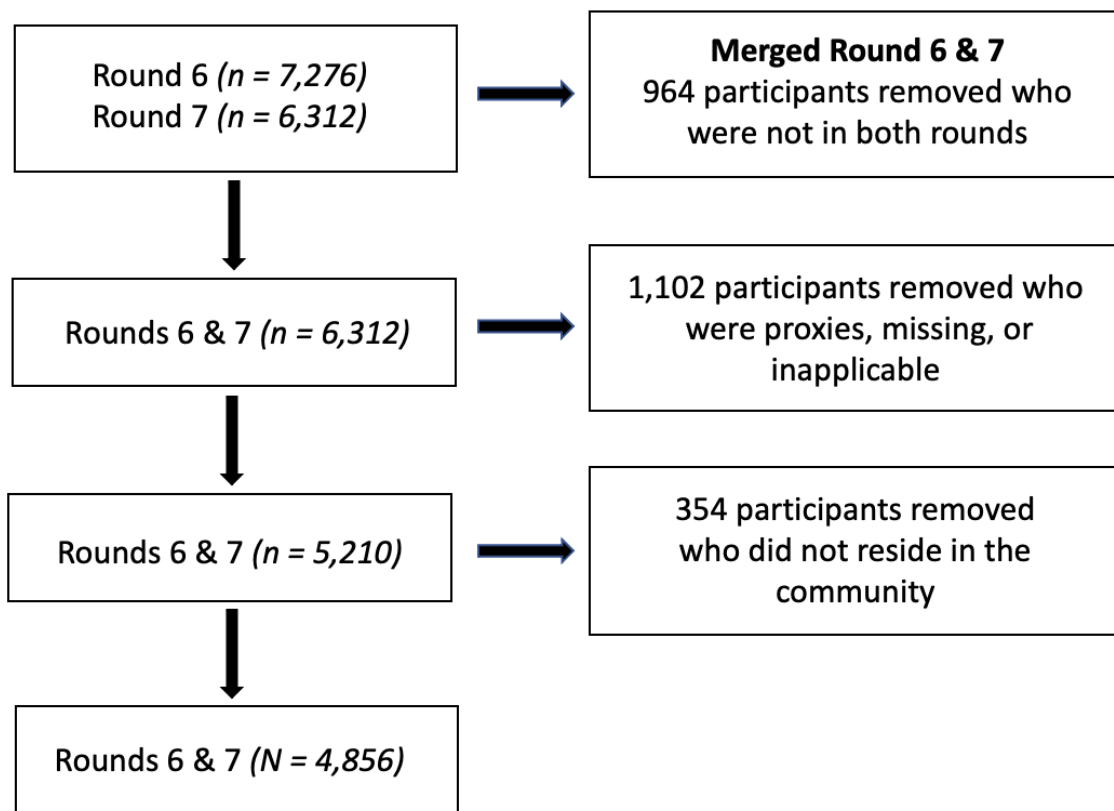 Round 6 (n = 7,276)
Round 7 (n = 6,312)
Merged Round 6 & 7
964 participants removed who
were not in both rounds
Rounds 6 & 7 (n = 6,312)
1,102 participants removed who
were proxies, missing, or
inapplicable
Rounds 6 & 7 (n = 5,210)
354 participants removed
who did not reside in the
community
Rounds 6 & 7 (N = 4,856)